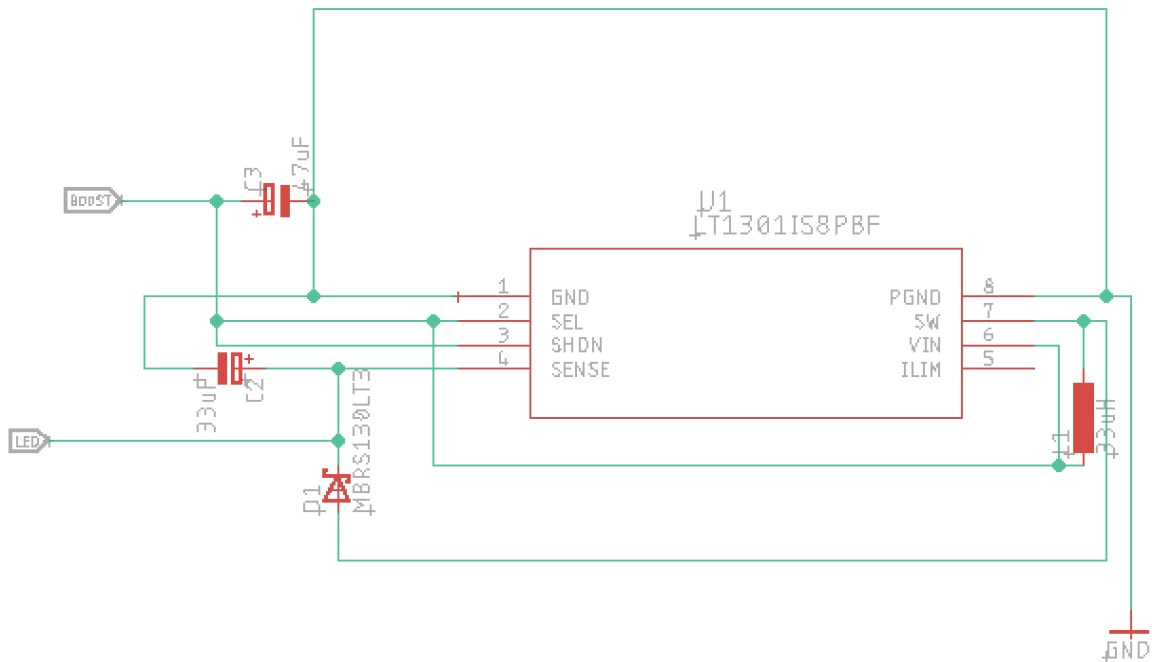 BOOST
C3
47uF
U1
LT1301IS8PBF
1
GND
2
SEL
3
SHDN
4
SENSE
8
PGND
7
SW
6
VIN
5
ILIM
33uF
C2
LED
D1
MBRS130LT3
L1
33uH
GND